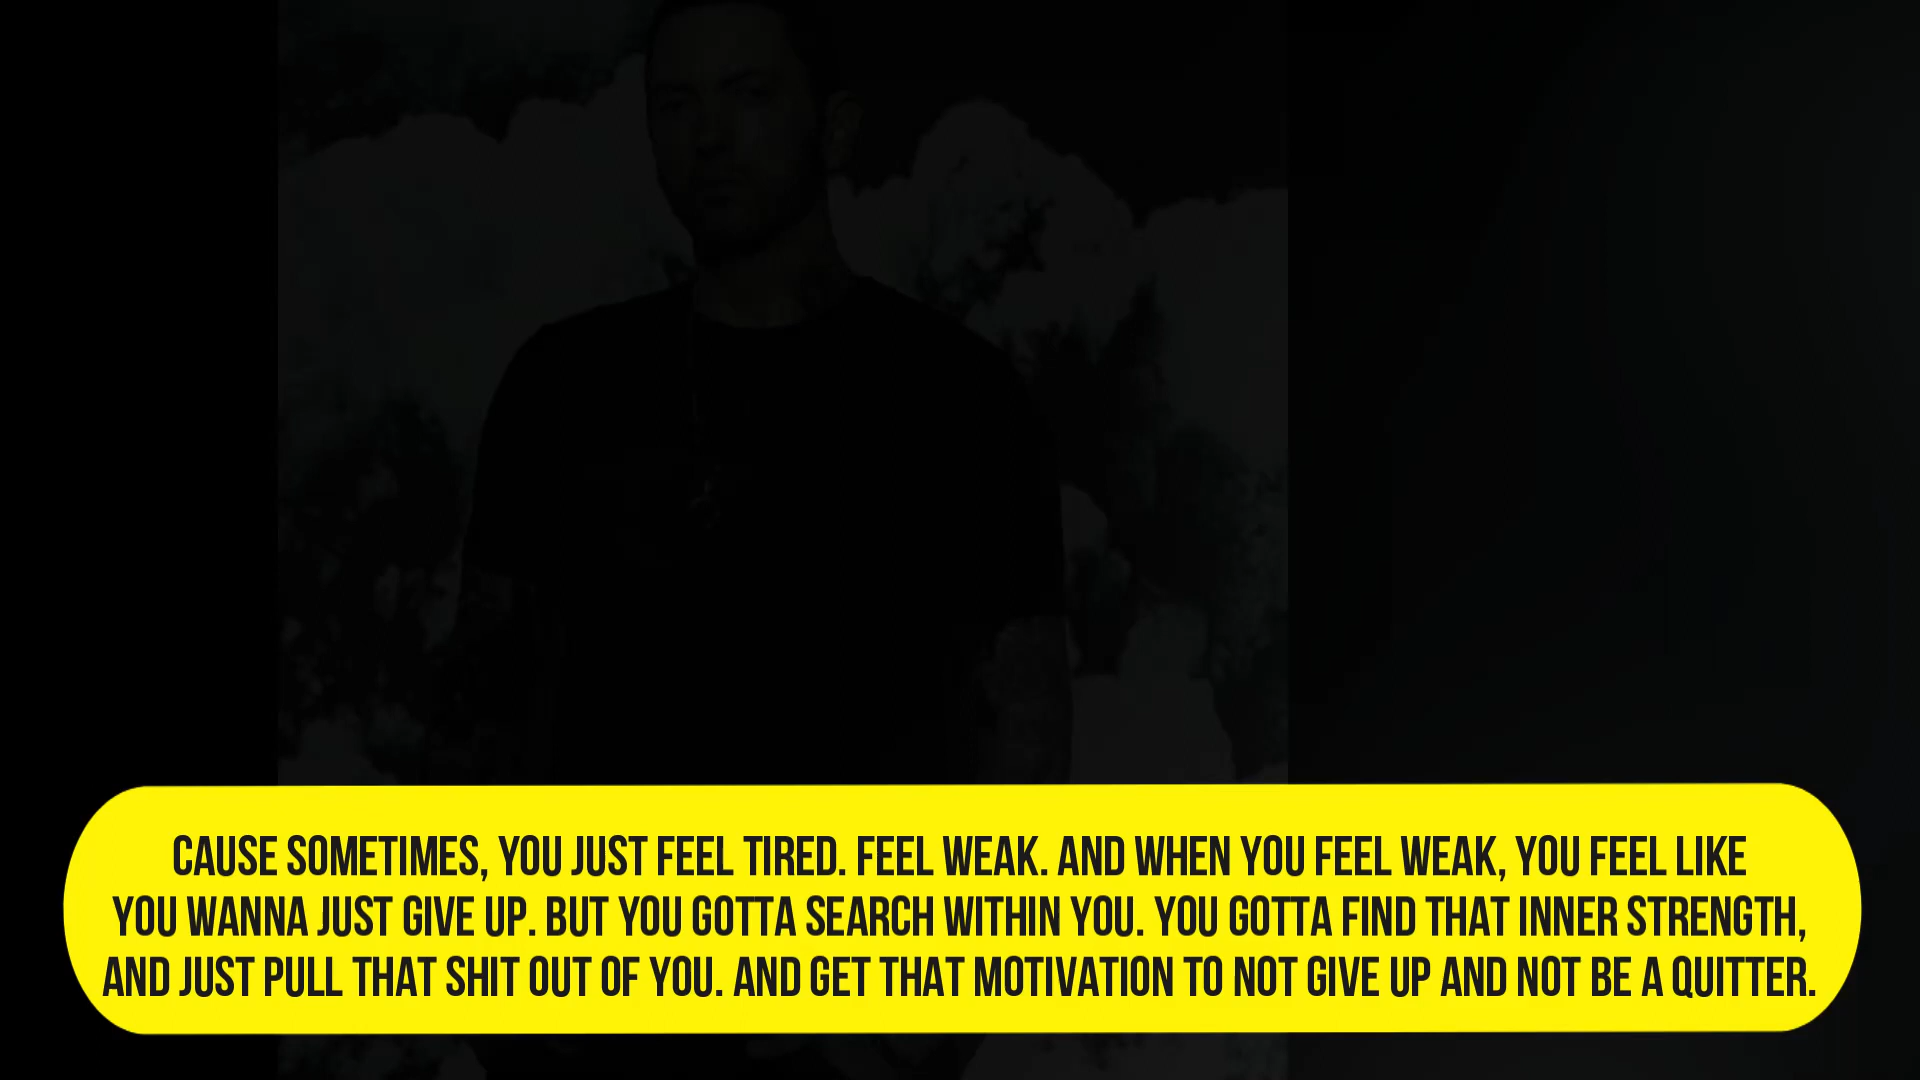 CAUSE SOMETIMES, YOU JUST FEEL TIRED. FEEL WEAK. AND WHEN YOU FEEL WEAK, YOU FEEL LIKE
YOU WANNA JUST GIVE UP. BUT YOU GOTTA SEARCH WITHIN YOU. YOU GOTTA FIND THAT INNER STRENGTH,
AND JUST PULL THAT SHIT OUT OF YOU. AND GET THAT MOTIVATION TO NOT GIVE UP AND NOT BE A QUITTER.